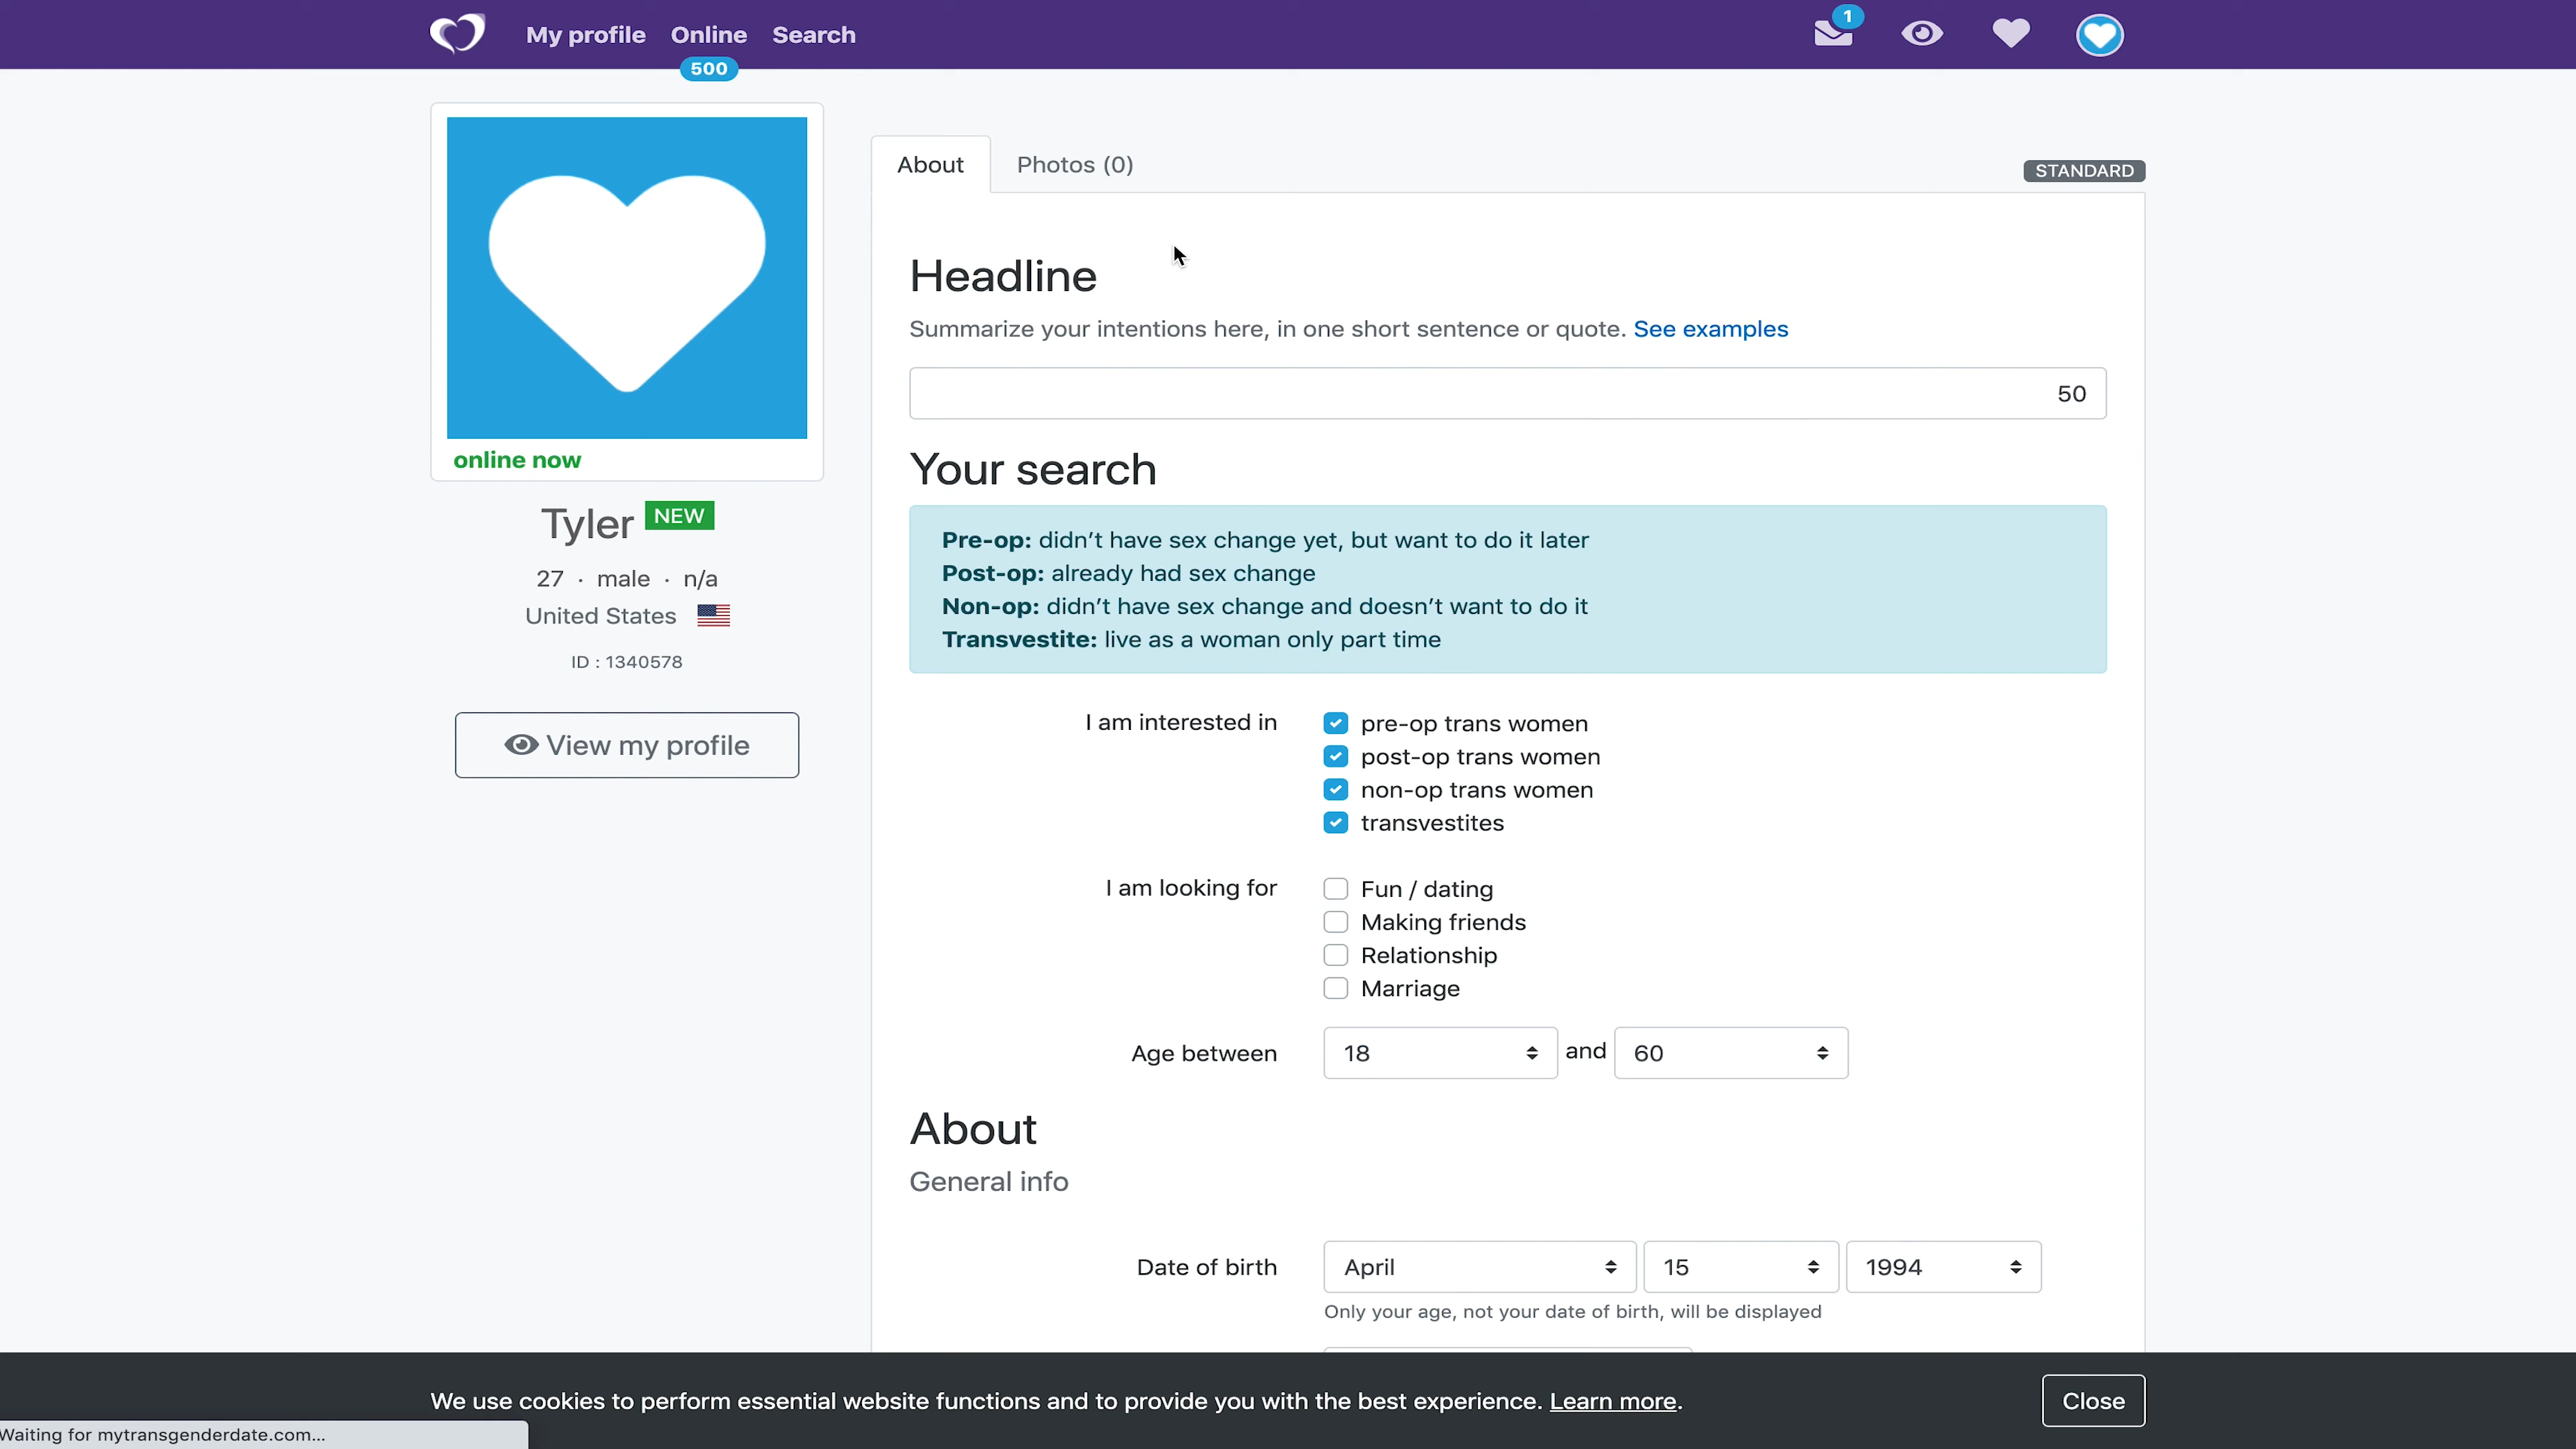 My profile Online Search 1
500
About Photos (0) STANDARD
Headline
Summarize your intentions here, in one short sentence or quote. See examples
50
online now
Tyler NEW
27 · male · n/a
United States
ID : 1340578
View my profile
Your search
Pre-op: didn't have sex change yet, but want to do it later
Post-op: already had sex change
Non-op: didn't have sex change and doesn't want to do it
Transvestite: live as a woman only part time
I am interested in pre-op trans women
post-op trans women
non-op trans women
transvestites
I am looking for Fun / dating
Making friends
Relationship
Marriage
Age between 18 and 60
About
General info
Date of birth April 15 1994
Only your age, not your date of birth, will be displayed
We use cookies to perform essential website functions and to provide you with the best experience. Learn more. Close
Waiting for mytransgenderdate.com...